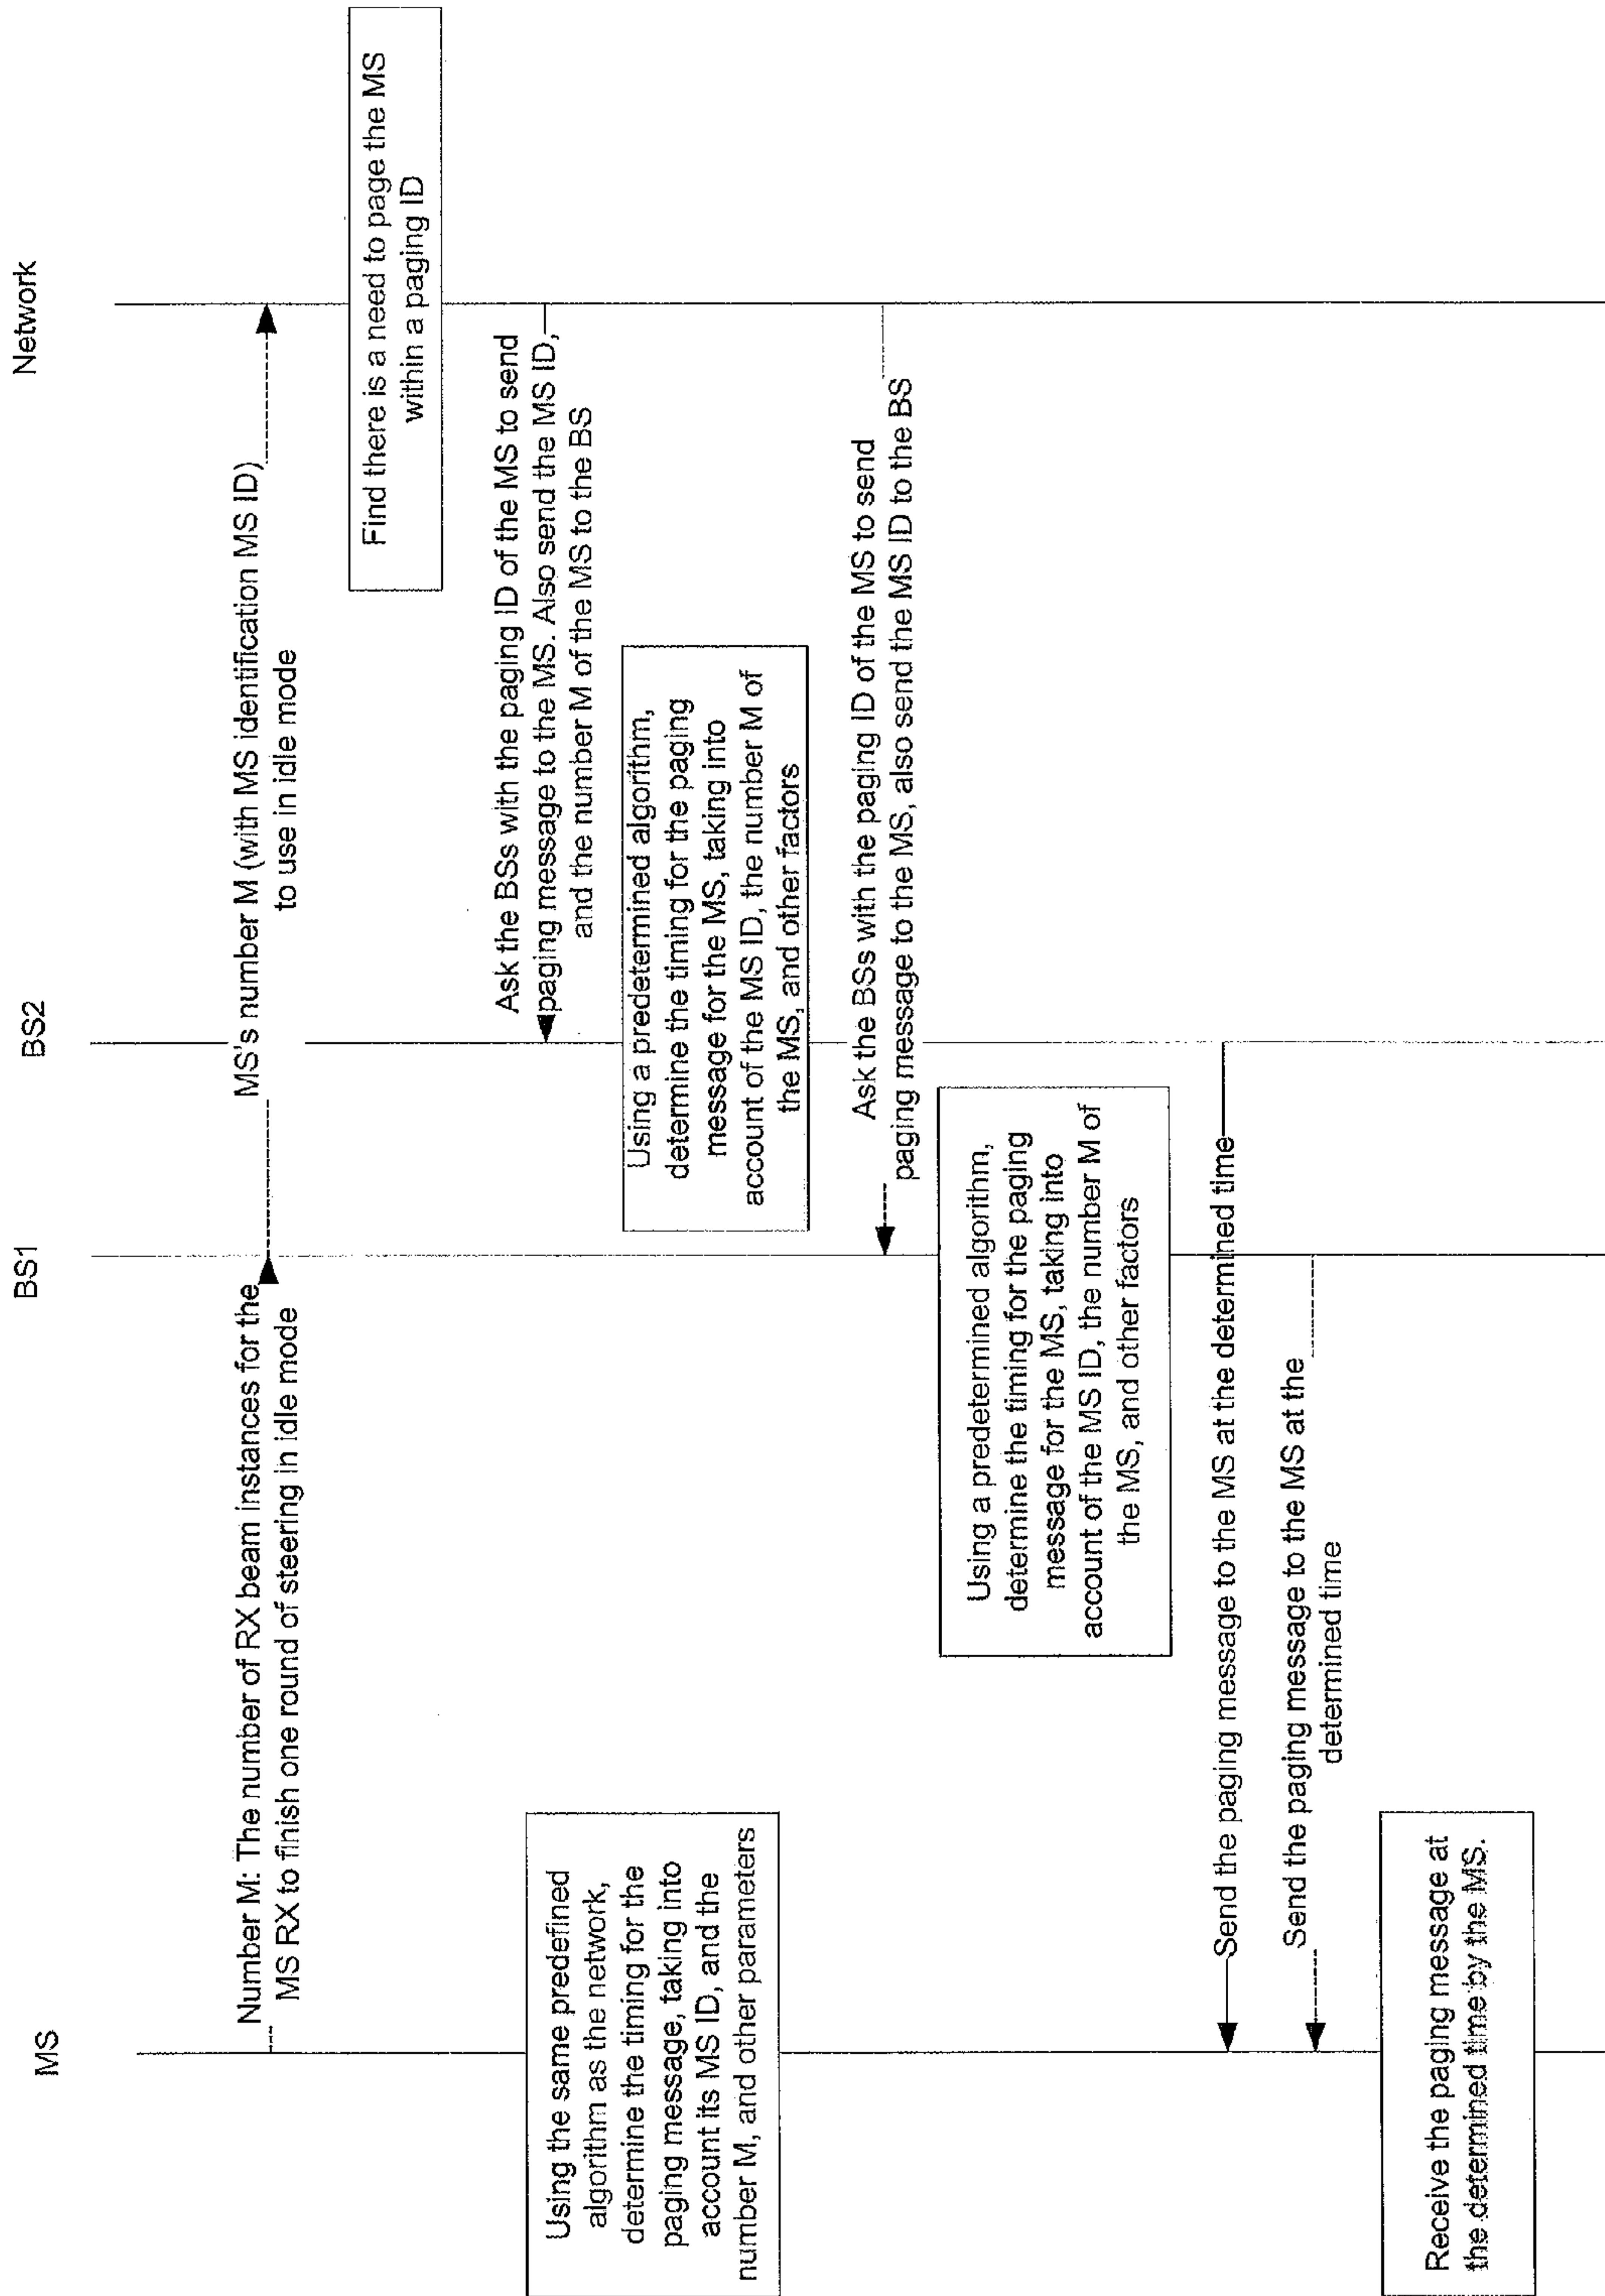 MS
BS1
BS2
Network
Number M: The number of RX beam instances for the
MS RX to finish one round of steering in idle mode
MS's number M (with MS identification MS ID)
to use in idle mode
Find there is a need to page the MS
within a paging ID
Using the same predefined
algorithm as the network,
determine the timing for the
paging message, taking into
account its MS ID, and the
number M, and other parameters
Ask the BSs with the paging ID of the MS to send
paging message to the MS. Also send the MS ID,
and the number M of the MS to the BS
Using a predetermined algorithm,
determine the timing for the paging
message for the MS, taking into
account of the MS ID, the number M of
the MS, and other factors
Ask the BSs with the paging ID of the MS to send
paging message to the MS, also send the MS ID to the BS
Using a predetermined algorithm,
determine the timing for the paging
message for the MS, taking into
account of the MS ID, the number M of
the MS, and other factors
Send the paging message to the MS at the determined time
Send the paging message to the MS at the
determined time
Receive the paging message at
the determined time by the MS.